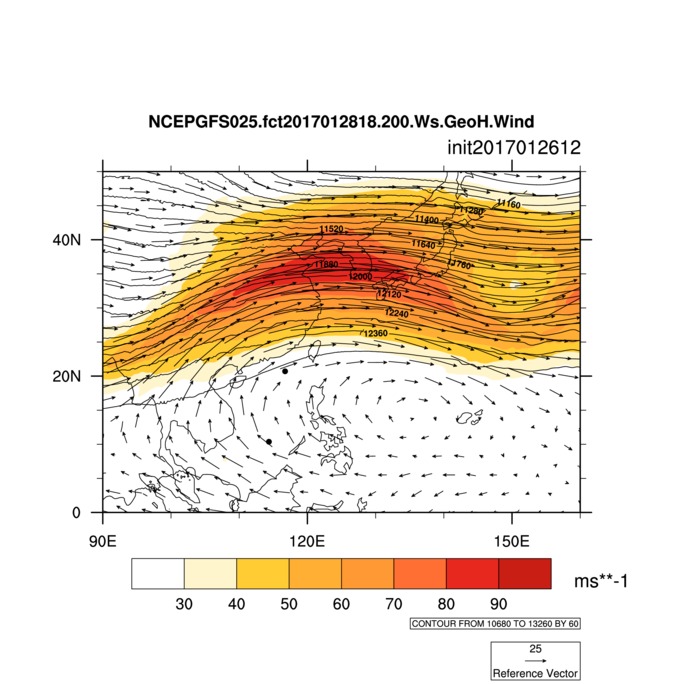 NCEPGFS025.fct2017012818.200.Ws.GeoH.Wind
init2017012612
11160
11280
11400
11520
11640
11760
11880
12000
12120
12240
12360
40N
20N
0
90E
120E
150E
30
40
50
60
70
80
90
ms**-1
CONTOUR FROM 10680 TO 13260 BY 60
25
Reference Vector